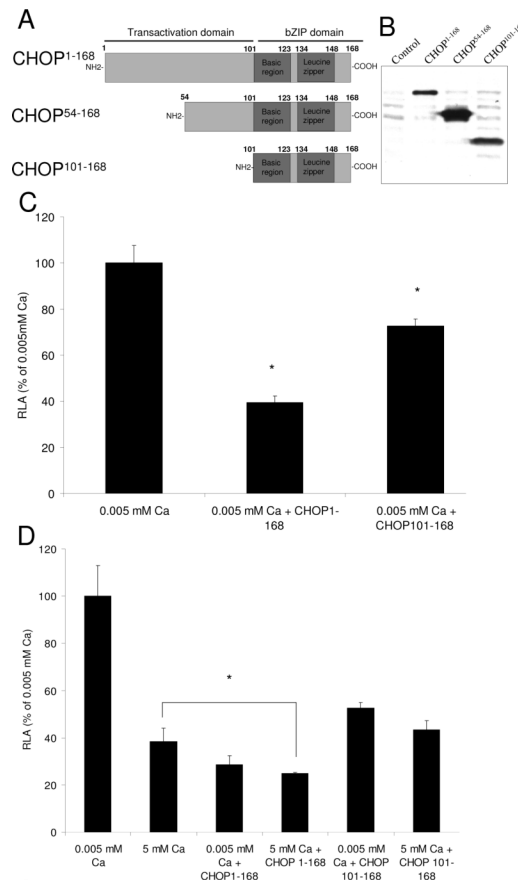 A
Transactivation domain
bZIP domain
1
101
123
134
148
168
CHOP1-168
NH2-
Basic region
Leucine zipper
-COOH
54
101
123
134
148
168
CHOP54-168
NH2-
Basic region
Leucine zipper
-COOH
101
123
134
148
168
CHOP101-168
NH2-
Basic region
Leucine zipper
-COOH
B
Control
CHOP1-168
CHOP54-168
CHOP101-168
C
RLA (% of 0.005mM Ca)
120
100
80
60
40
20
0
*
*
0.005 mM Ca
0.005 mM Ca + CHOP1-
168
0.005 mM Ca +
CHOP101-168
D
RLA (% of 0.005 mM Ca)
120
100
80
60
40
20
0
*
0.005 mM
Ca
5 mM Ca
0.005 mM
Ca +
CHOP1-168
5 mM Ca +
CHOP 1-168
0.005 mM
Ca + CHOP
101-168
5 mM Ca +
CHOP 101-
168